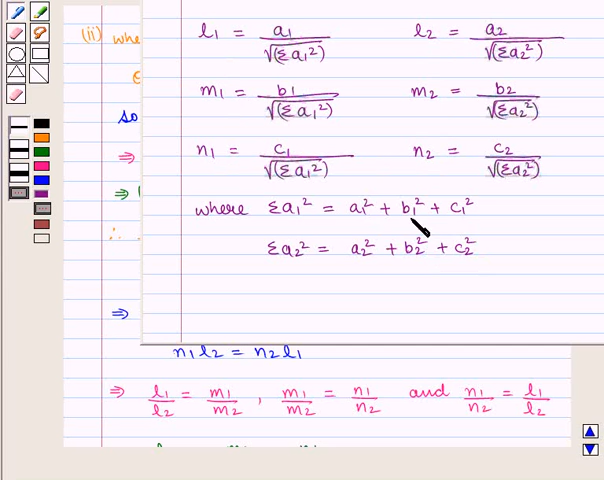 l₁ = a₁/√(Σa₁²) l₂ = a₂/√(Σa₂²)
m₁ = b₁/√(Σa₁²) m₂ = b₂/√(Σa₂²)
n₁ = c₁/√(Σa₁²) n₂ = c₂/√(Σa₂²)
where Σa₁² = a₁² + b₁² + c₁²
Σa₂² = a₂² + b₂² + c₂²
(ii) whe
so
⇒
⇒
∴
⇒
n₁l₂ = n₂l₁
⇒ l₁/l₂ = m₁/m₂ , m₁/m₂ = n₁/n₂ and n₁/n₂ = l₁/l₂